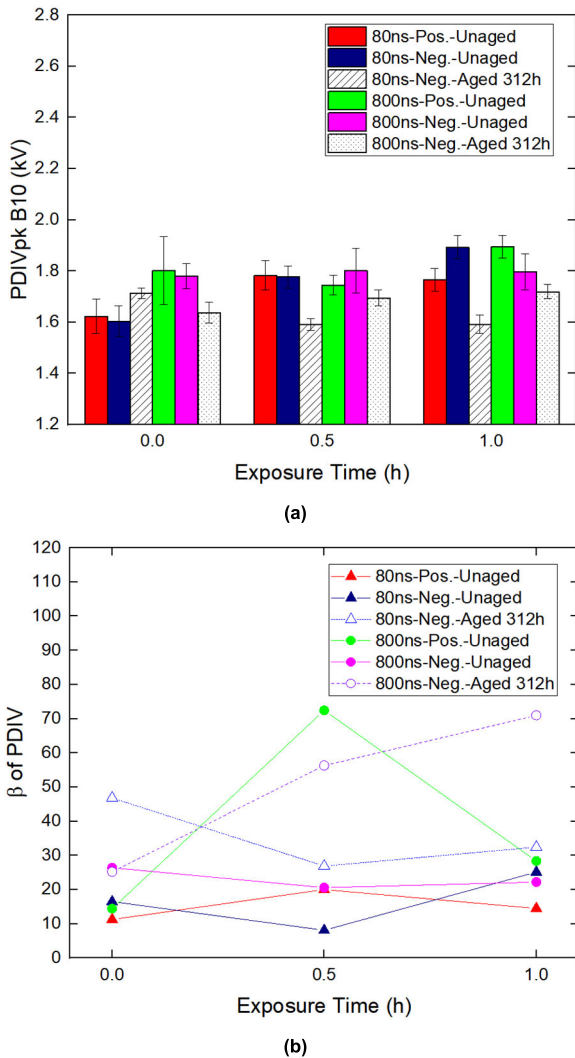 2.8
2.6
2.4
2.2
2.0
1.8
1.6
1.4
1.2
PDIVpk B10 (kV)
80ns-Pos.-Unaged
80ns-Neg.-Unaged
80ns-Neg.-Aged 312h
800ns-Pos.-Unaged
800ns-Neg.-Unaged
800ns-Neg.-Aged 312h
0.0 0.5 1.0
Exposure Time (h)
(a)
120
110
100
90
80
70
60
50
40
30
20
10
0
β of PDIV
80ns-Pos.-Unaged
80ns-Neg.-Unaged
80ns-Neg.-Aged 312h
800ns-Pos.-Unaged
800ns-Neg.-Unaged
800ns-Neg.-Aged 312h
0.0 0.5 1.0
Exposure Time (h)
(b)